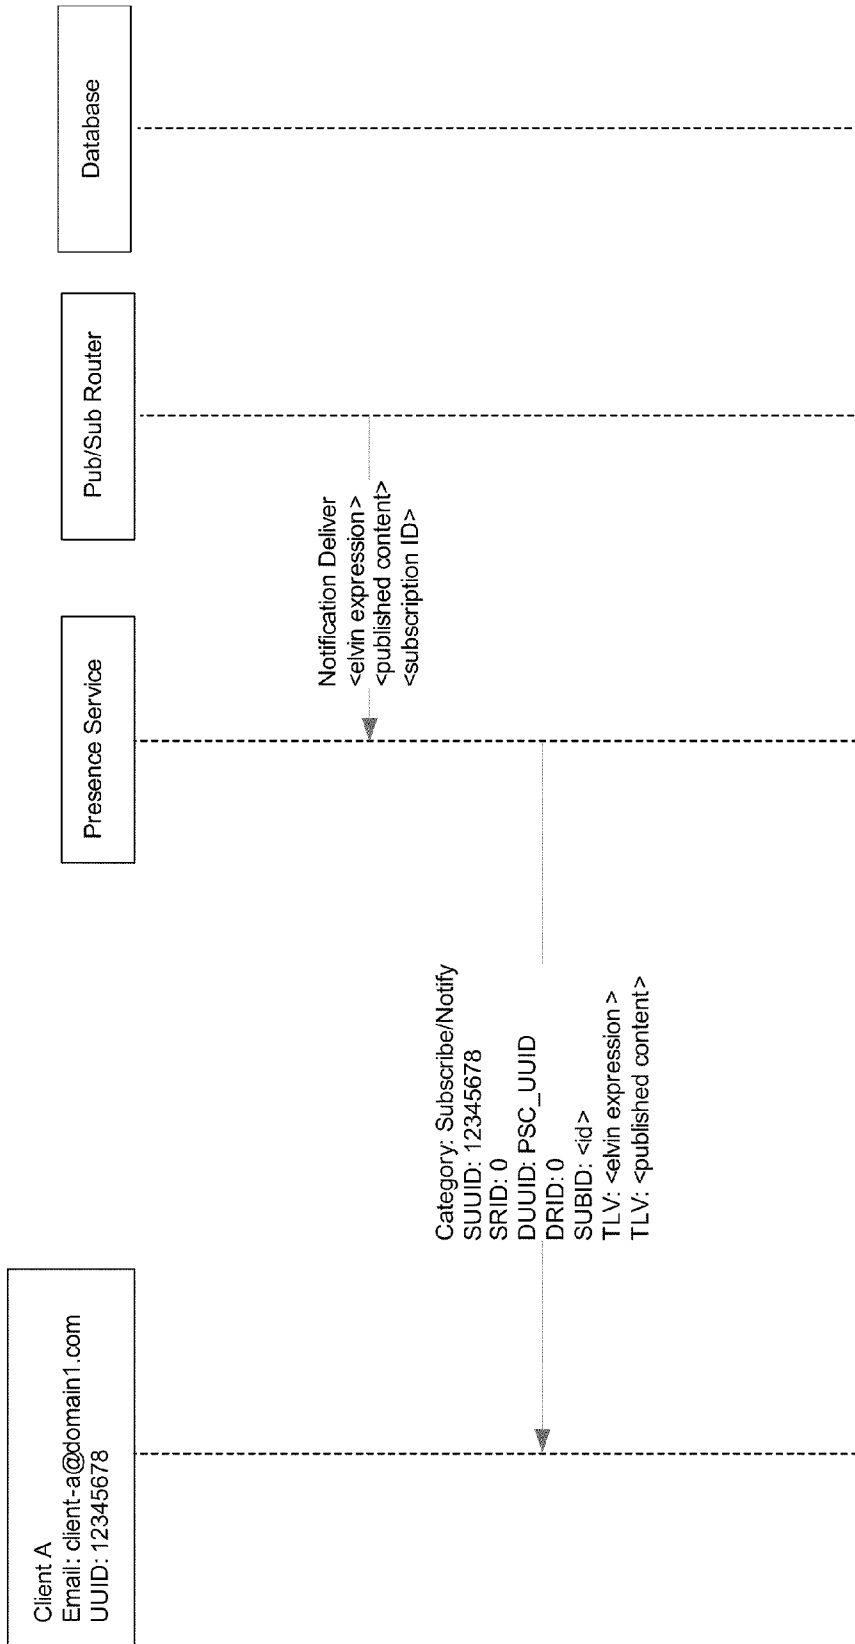 Client A
Email: client-a@domain1.com
UUID: 12345678
Presence Service
Pub/Sub Router
Database
Notification Deliver
<elvin expression>
<published content>
<subscription ID>
Category: Subscribe/Notify
SUUID: 12345678
SRID: 0
DUUID: PSC_UUID
DRID: 0
SUBID: <id>
TLV: <elvin expression>
TLV: <published content>